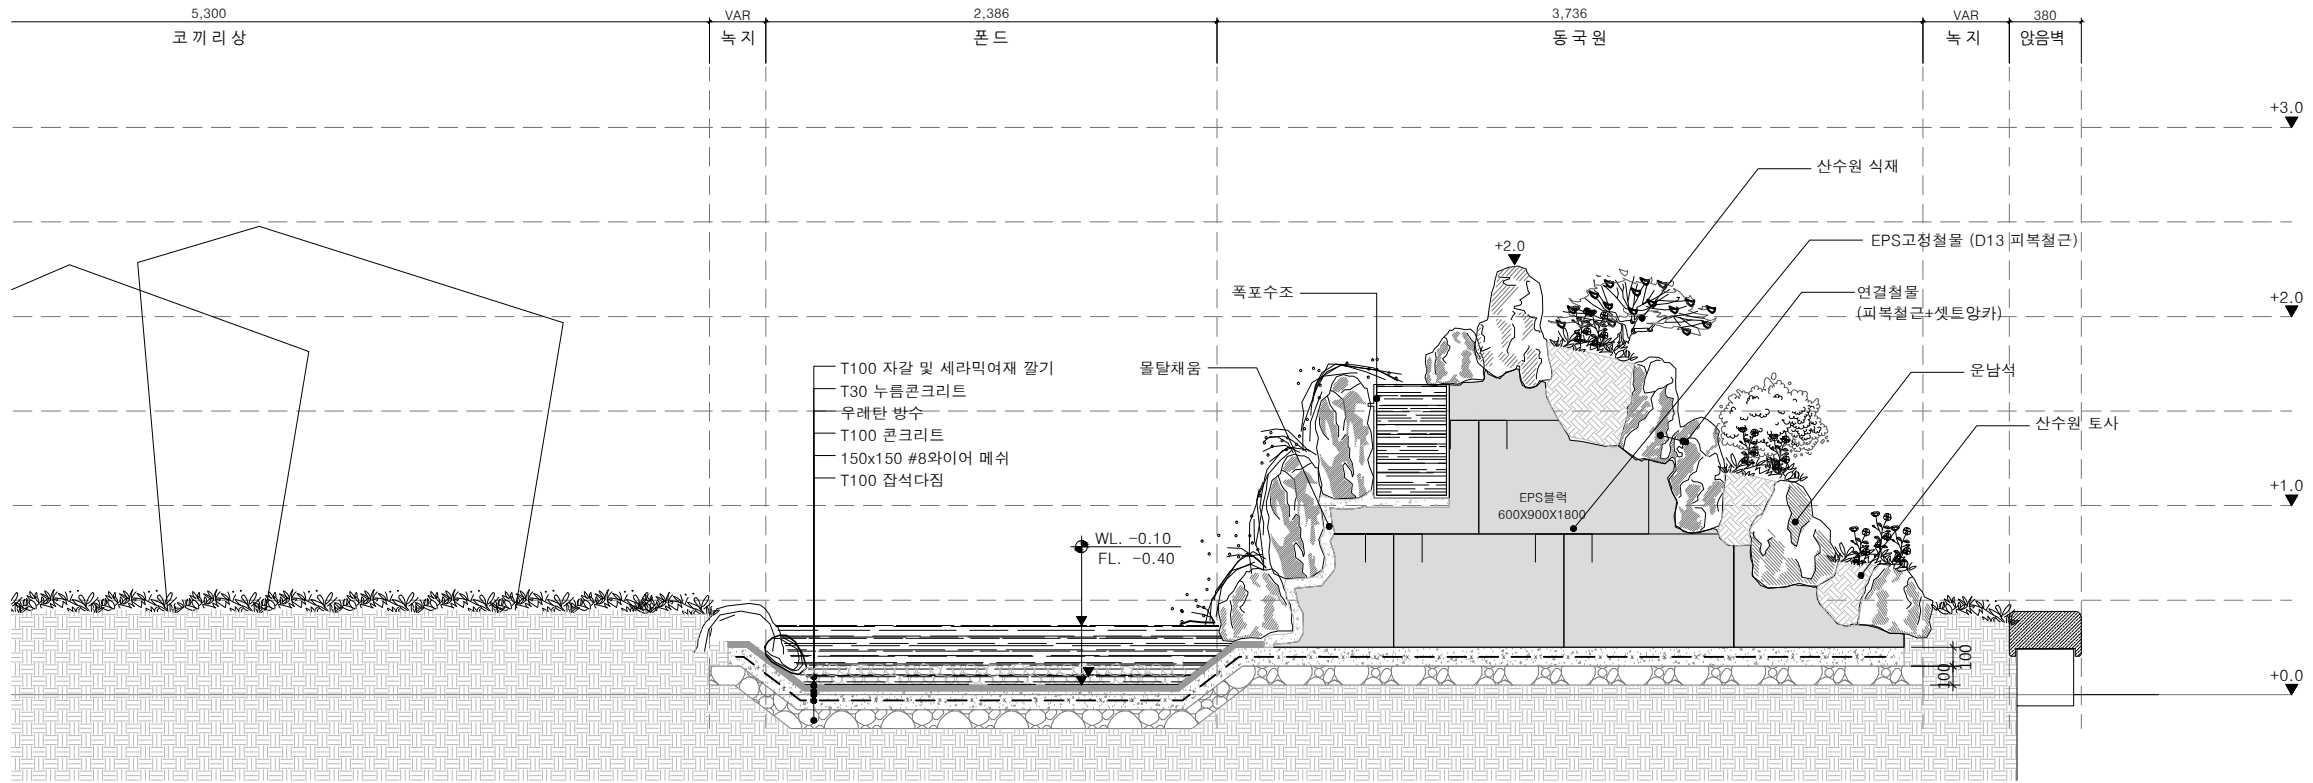 5,300 VAR 2,386 3,736 VAR 380
코끼리상 녹지 폰드 동국원 녹지 앉음벽
+3.0
산수원 식재
+2.0
EPS고정철물 (D13 피복철근)
폭포수조
연결철물
(피복철근+셋트앙카)
+2.0
T100 자갈 및 세라믹여재 깔기
T30 누름콘크리트
우레탄 방수
T100 콘크리트
150x150 #8와이어 메쉬
T100 잡석다짐
몰탈채움
운남석
산수원 토사
EPS블럭
600X900X1800
+1.0
WL. -0.10
FL. -0.40
100
100
+0.0